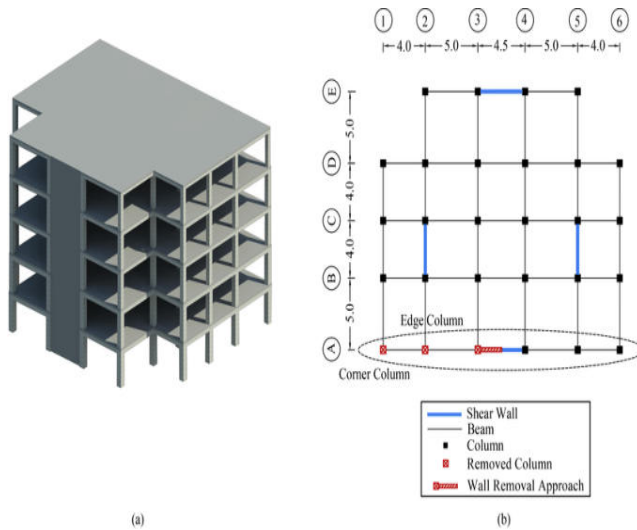 1 2 3 4 5 6
4.0 5.0 4.5 5.0 4.0
E
5.0
D
4.0
C
4.0
B
5.0
A
Edge Column
Corner Column
Shear Wall
Beam
Column
Removed Column
Wall Removal Approach
(a) (b)